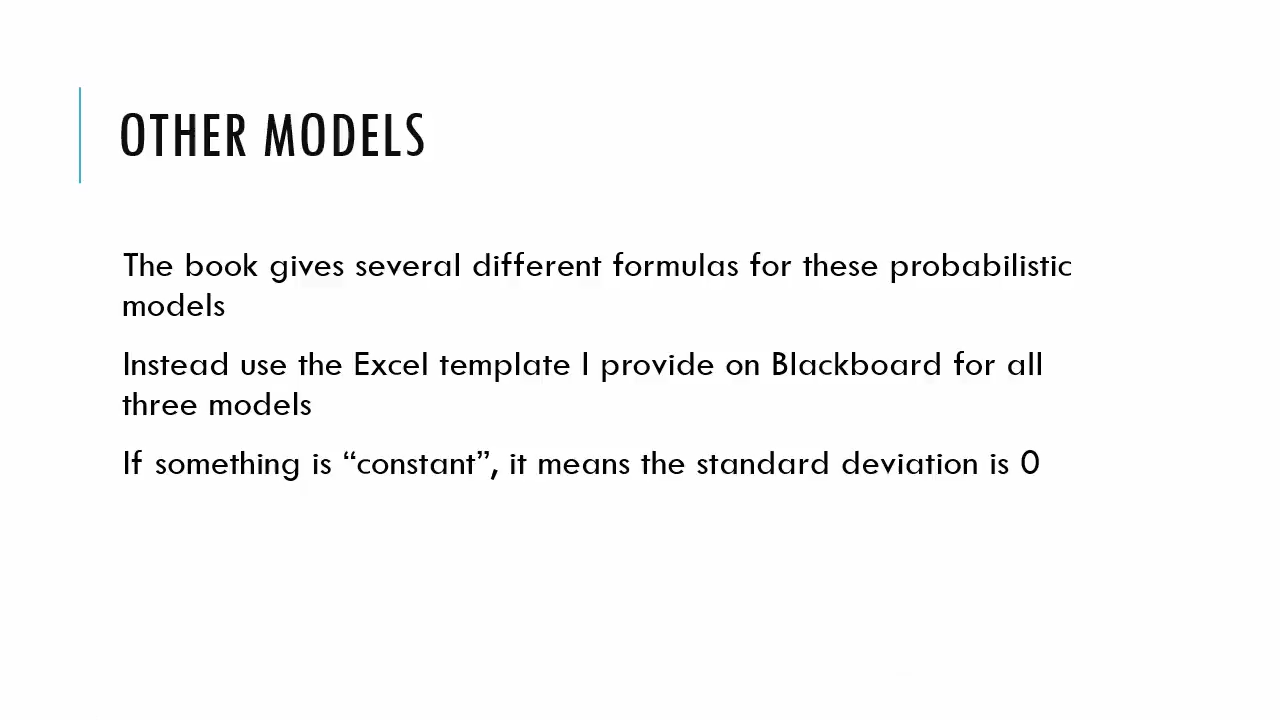 OTHER MODELS
The book gives several different formulas for these probabilistic
models
Instead use the Excel template I provide on Blackboard for all
three models
If something is “constant”, it means the standard deviation is 0